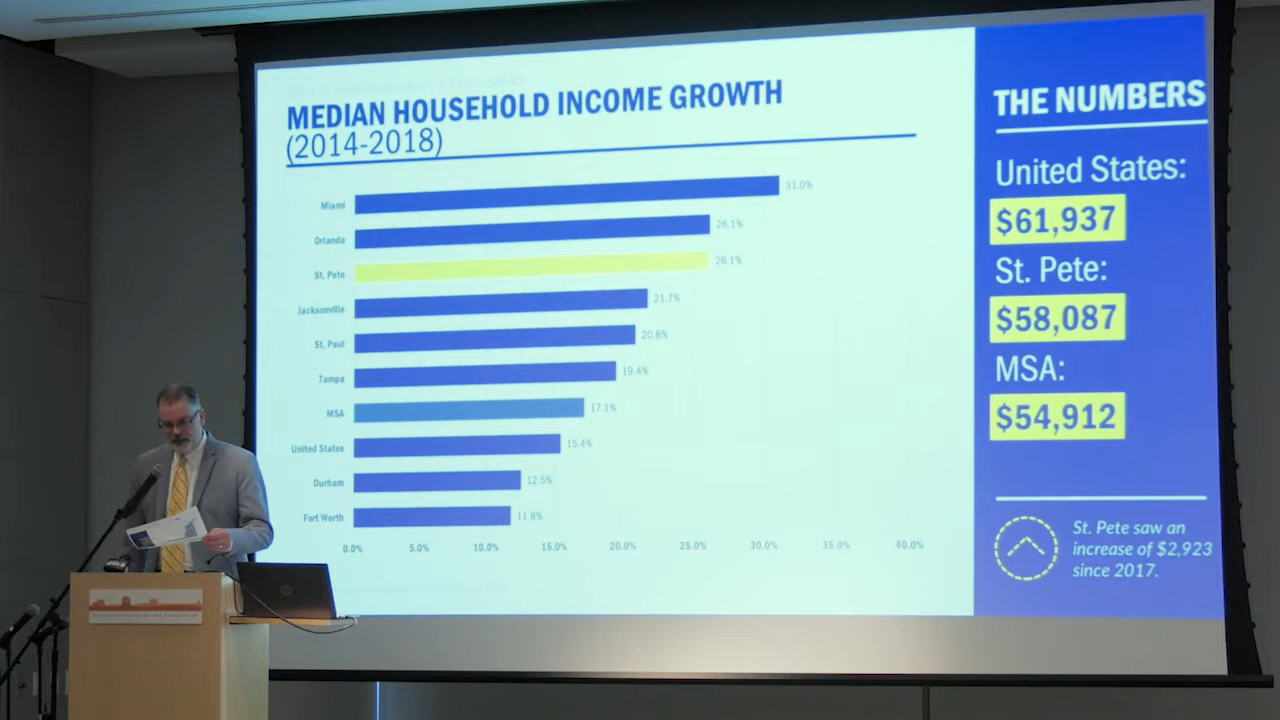 MEDIAN HOUSEHOLD INCOME GROWTH
(2014-2018)
Miami 31.0%
Orlando 26.1%
St. Pete 26.1%
Jacksonville 21.7%
St. Paul 20.8%
Tampa 19.4%
MSA 17.1%
United States 15.4%
Durham 12.5%
Fort Worth 11.8%
0.0% 5.0% 10.0% 15.0% 20.0% 25.0% 30.0% 35.0% 40.0%
THE NUMBERS
United States:
$61,937
St. Pete:
$58,087
MSA:
$54,912
St. Pete saw an
increase of $2,923
since 2017.